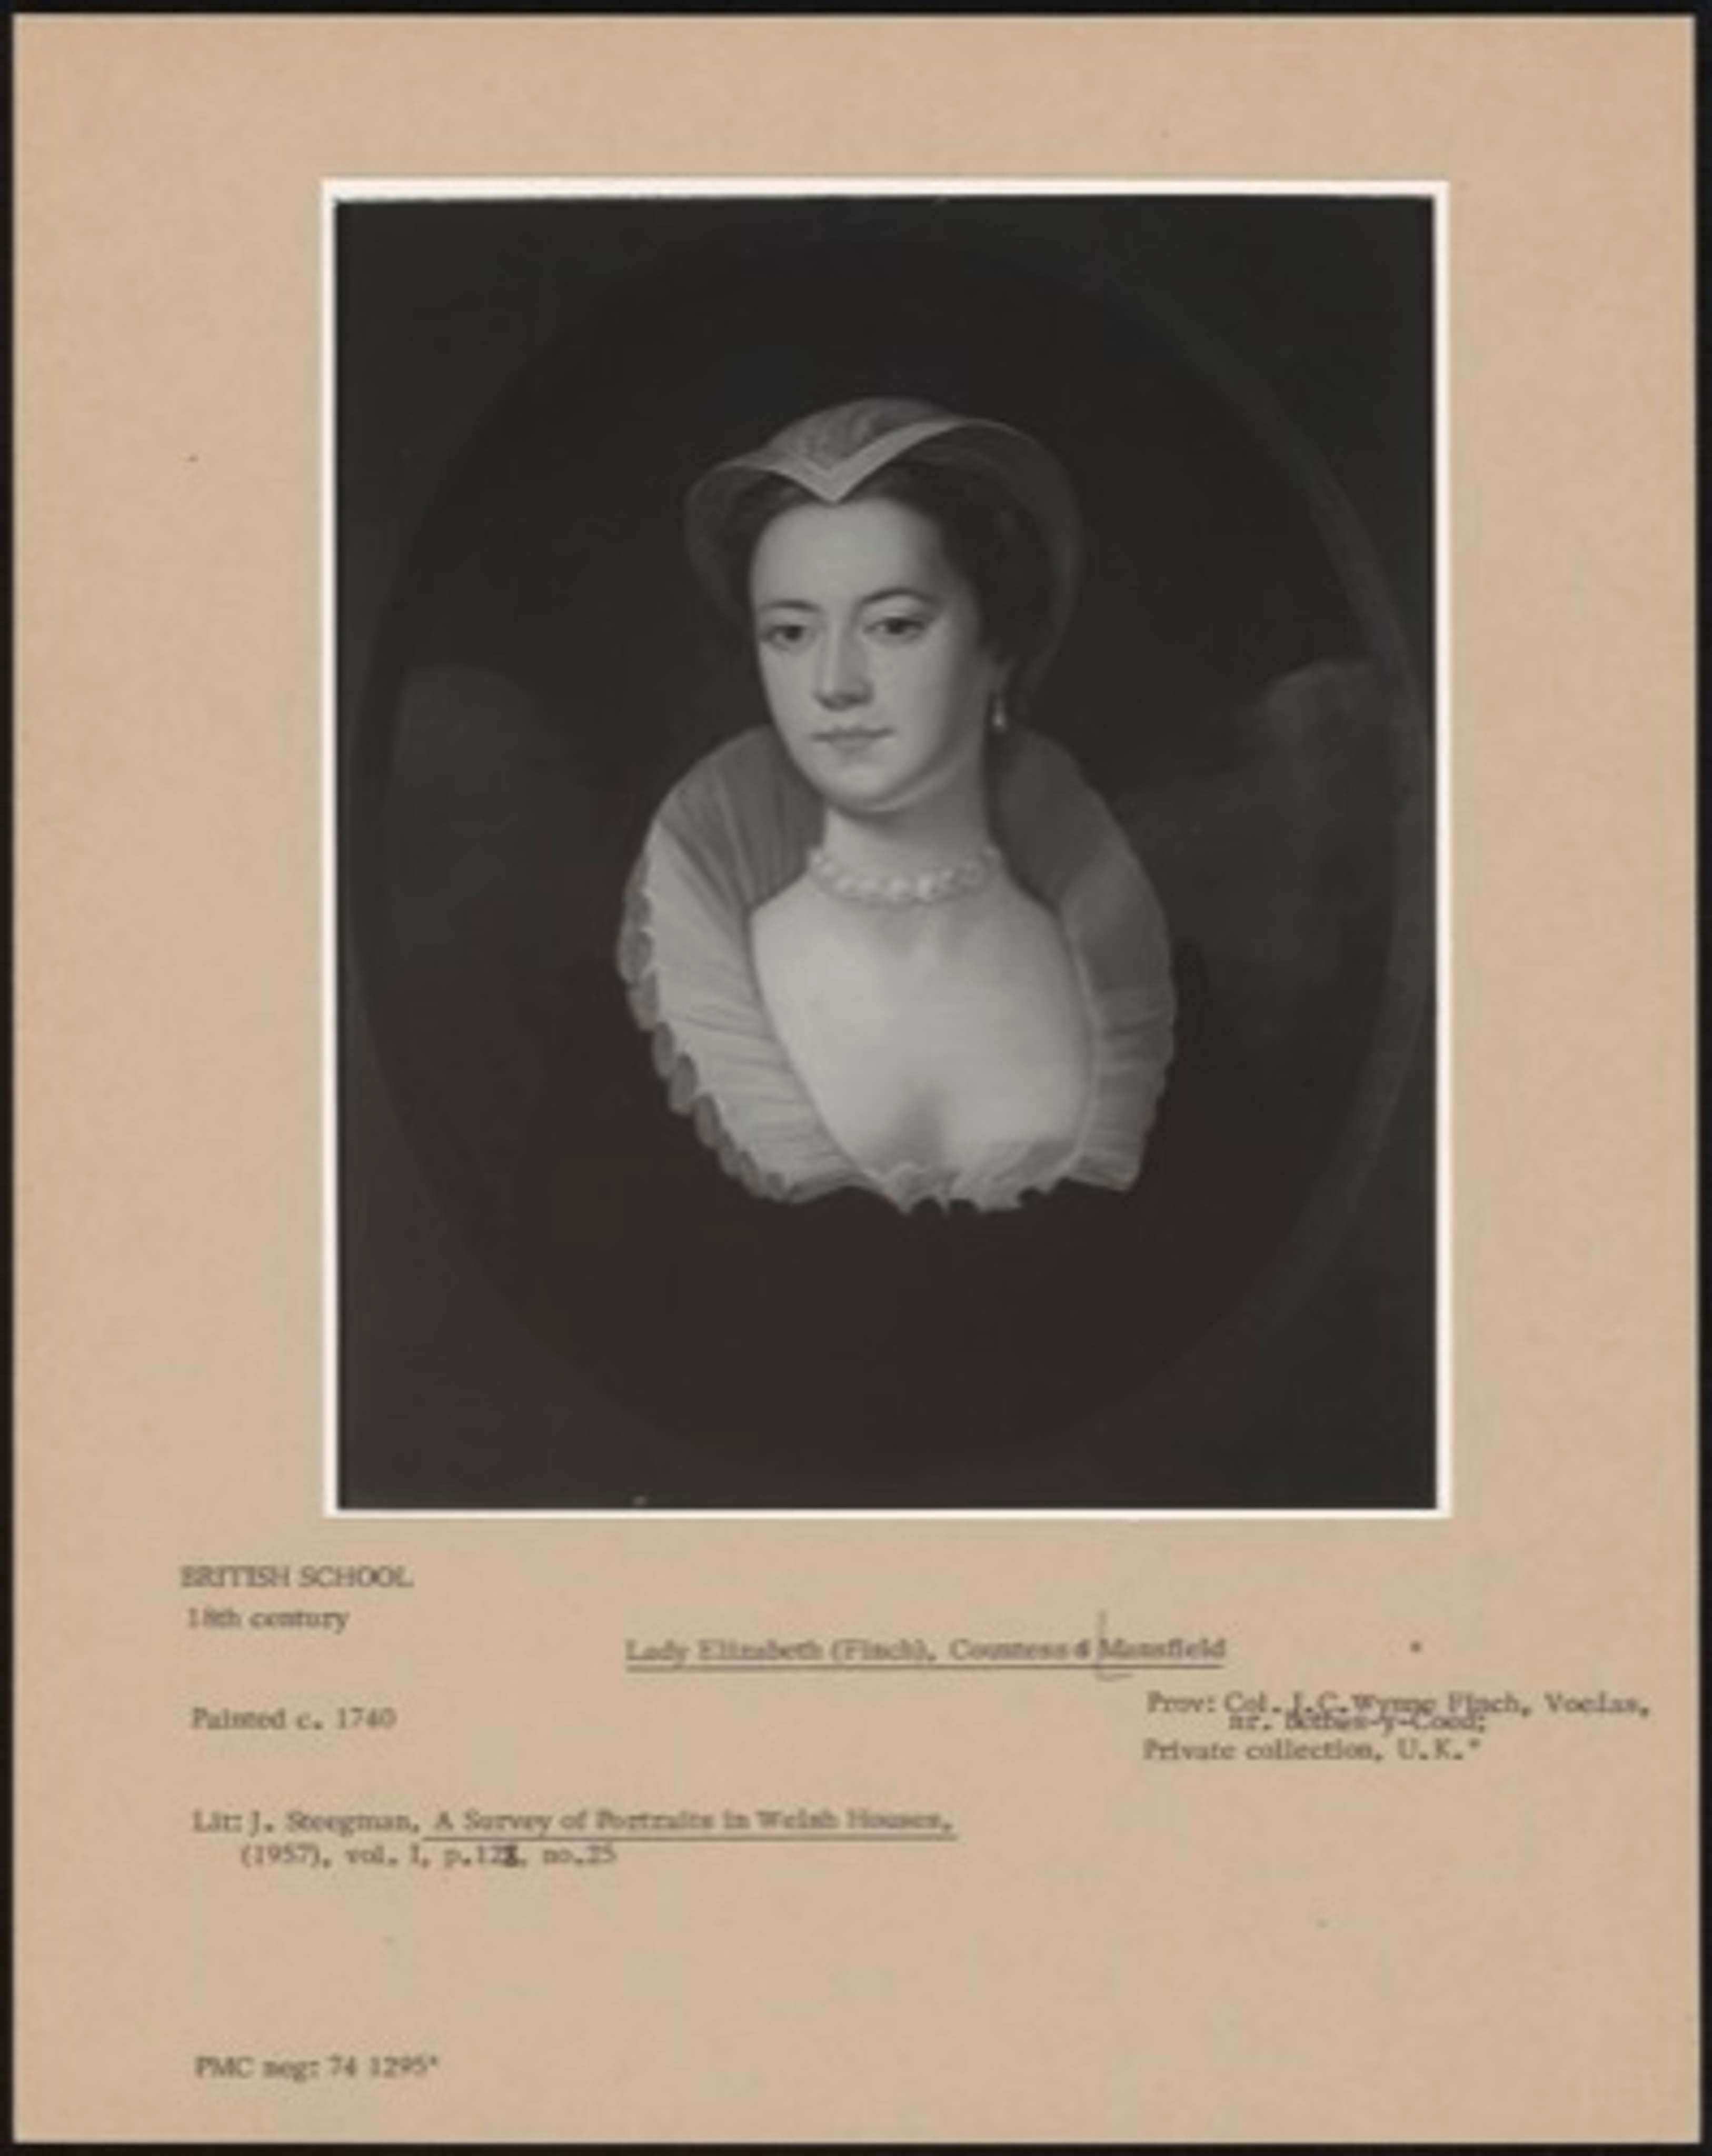 BRITISH SCHOOL
18th century
Lady Elizabeth (Finch), Countess Mansfield *
Painted c. 1740
Prov: Col. J.C. Wynne Finch, Voelas,
nr. Bettws-y-Coed;
Private collection, U.K.*
Lit: J. Steegman, A Survey of Portraits in Welsh Houses,
(1957), vol. I, no.25
PMC neg: 74 1295*